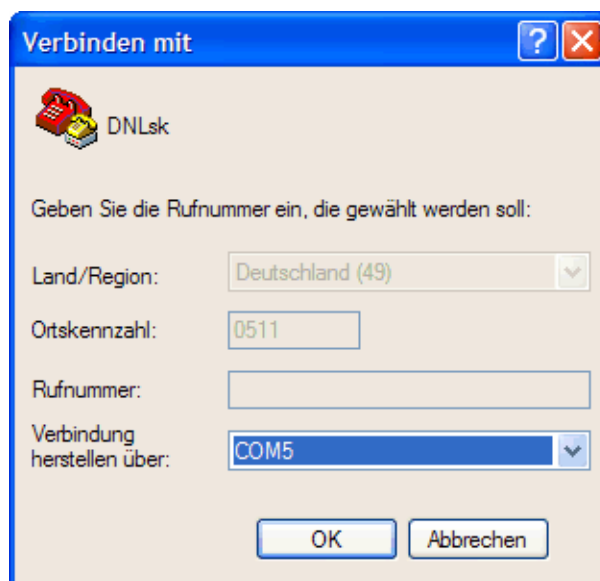 Verbinden mit
DNLsk
Geben Sie die Rufnummer ein, die gewählt werden soll:
Land/Region: Deutschland (49)
Ortskennzahl: 0511
Rufnummer:
Verbindung
herstellen über: COM5
OK Abbrechen